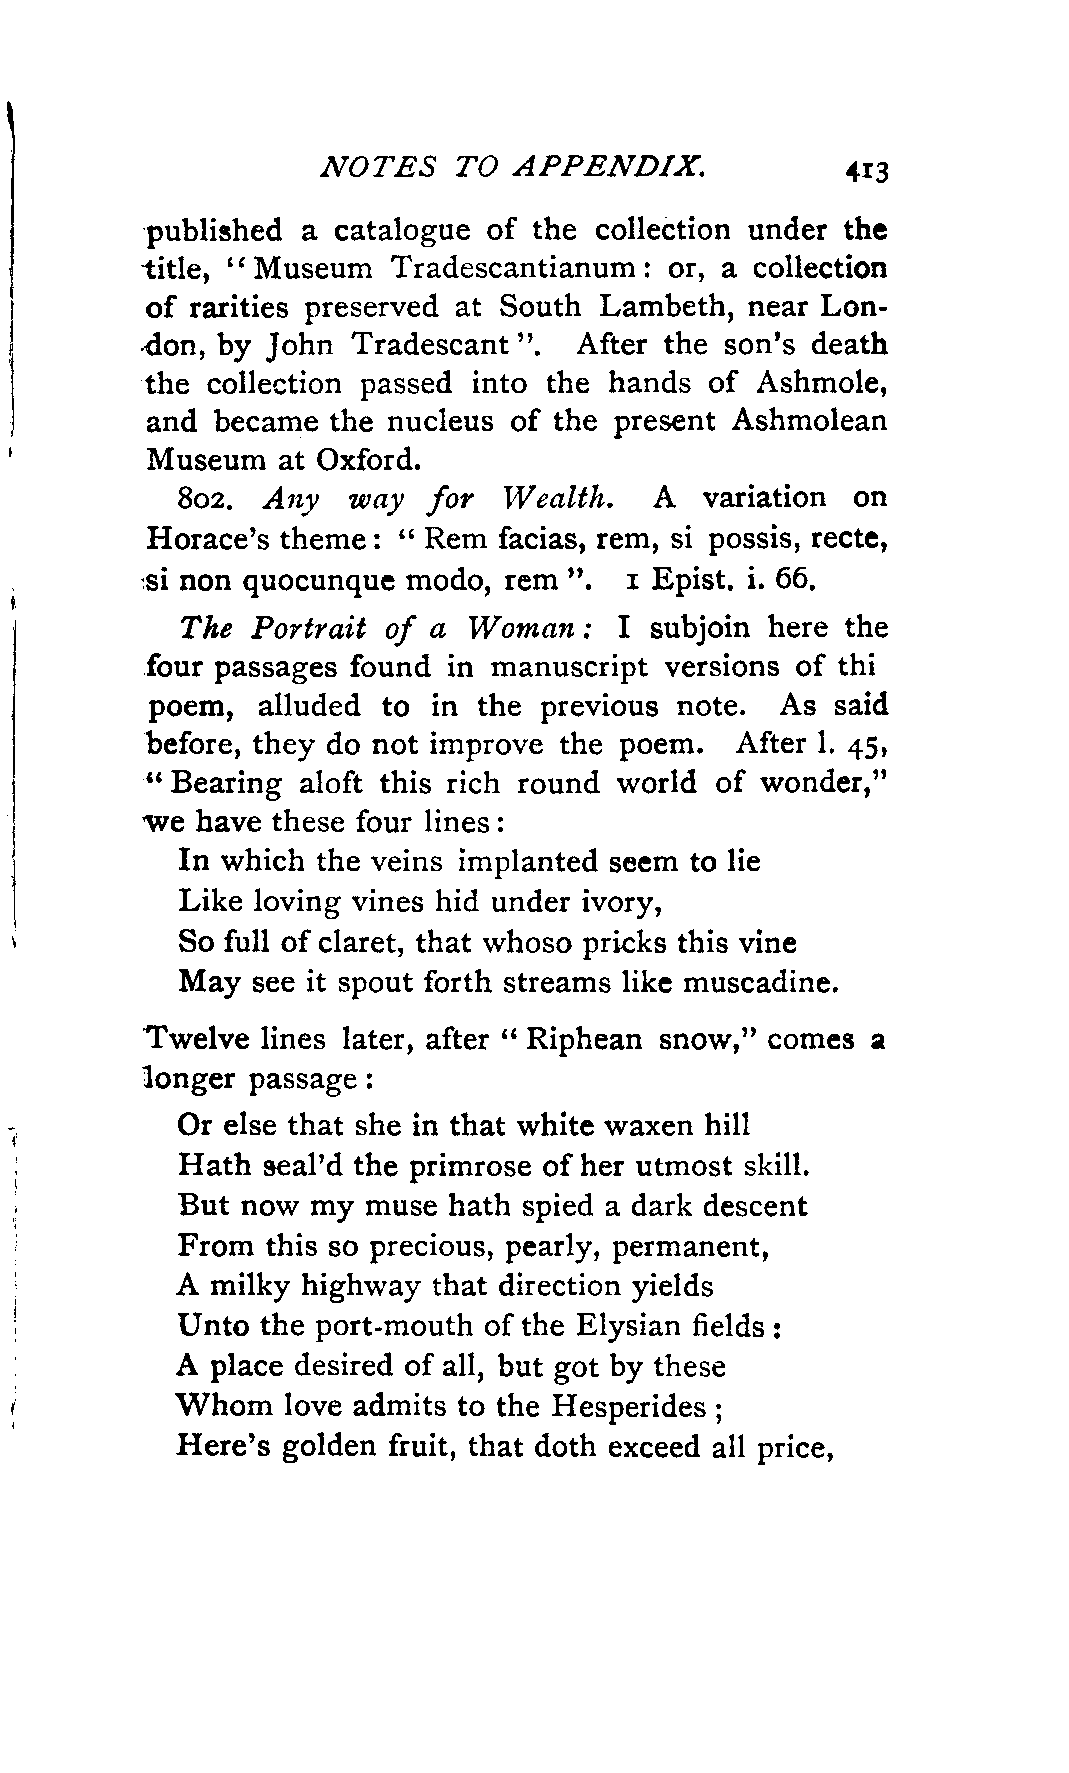 NOTES TO APPENDIX. 413
published a catalogue of the collection under the
title, “Museum Tradescantianum: or, a collection
of rarities preserved at South Lambeth, near Lon-
don, by John Tradescant”. After the son's death
the collection passed into the hands of Ashmole,
and became the nucleus of the present Ashmolean
Museum at Oxford.
802. Any way for Wealth. A variation on
Horace's theme: “Rem facias, rem, si possis, recte,
si non quocunque modo, rem”. 1 Epist. i. 66.
The Portrait of a Woman: I subjoin here the
four passages found in manuscript versions of thi
poem, alluded to in the previous note. As said
before, they do not improve the poem. After l. 45,
“Bearing aloft this rich round world of wonder,”
we have these four lines:
In which the veins implanted seem to lie
Like loving vines hid under ivory,
So full of claret, that whoso pricks this vine
May see it spout forth streams like muscadine.
Twelve lines later, after “Riphean snow,” comes a
longer passage:
Or else that she in that white waxen hill
Hath seal'd the primrose of her utmost skill.
But now my muse hath spied a dark descent
From this so precious, pearly, permanent,
A milky highway that direction yields
Unto the port-mouth of the Elysian fields:
A place desired of all, but got by these
Whom love admits to the Hesperides;
Here's golden fruit, that doth exceed all price,